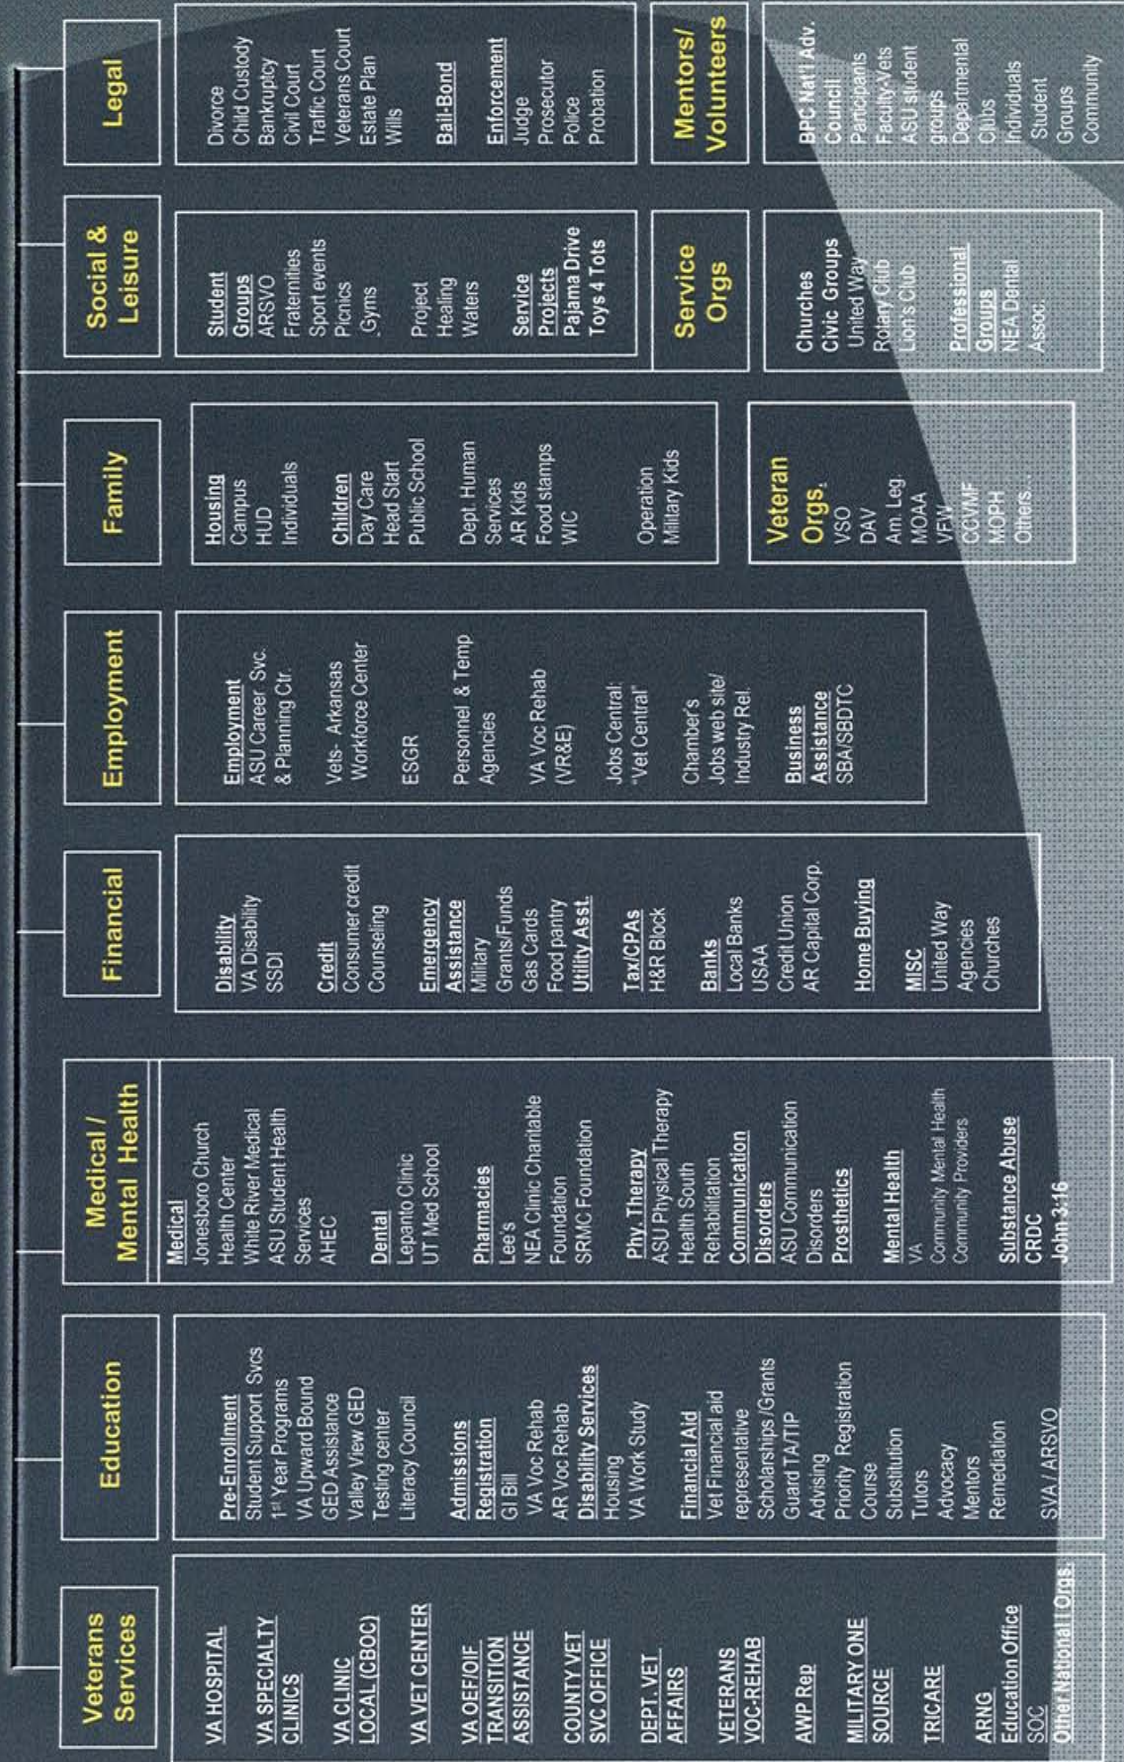 Veterans
Services
VA HOSPITAL
VA SPECIALTY
CLINICS
VA CLINIC
LOCAL (CBOC)
VA VET CENTER
VA OEF/OIF
TRANSITION
ASSISTANCE
COUNTY VET
SVC OFFICE
DEPT. VET
AFFAIRS
VETERANS
VOC-REHAB
AWP Rep
MILITARY ONE
SOURCE
TRICARE
ARNG
Education Office
SOC
Other National l Orgs.
Education
Pre-Enrollment
Student Support Svcs
1st Year Programs
VA Upward Bound
GED Assistance
Valley View GED
Testing center
Literacy Council
Admissions
Registration
GI Bill
VA Voc Rehab
AR Voc Rehab
Disability Services
Housing
VA Work Study
Financial Aid
Vet Financial aid
representative
Scholarships /Grants
Guard TA/TIP
Advising
Priority Registration
Course
Substitution
Tutors
Advocacy
Mentors
Remediation
SVA / ARSVO
Medical /
Mental Health
Medical
Jonesboro Church
Health Center
White River Medical
ASU Student Health
Services
AHEC
Dental
Lepanto Clinic
UT Med School
Pharmacies
Lee's
NEA Clinic Charitable
Foundation
SRMC Foundation
Phy. Therapy
ASU Physical Therapy
Health South
Rehabilitation
Communication
Disorders
ASU Communication
Disorders
Prosthetics
Mental Health
VA
Community Mental Health
Community Providers
Substance Abuse
CRDC
John 3:16
Financial
Disability
VA Disability
SSDI
Credit
Consumer credit
Counseling
Emergency
Assistance
Military
Grants/Funds
Gas Cards
Food pantry
Utility Asst.
Tax/CPAs
H&R Block
Banks
Local Banks
USAA
Credit Union
AR Capital Corp.
Home Buying
MISC
United Way
Agencies
Churches
Employment
Employment
ASU Career Svc.
& Planning Ctr.
Vets- Arkansas
Workforce Center
ESGR
Personnel & Temp
Agencies
VA Voc Rehab
(VR&E)
Jobs Central:
"Vet Central"
Chamber's
Jobs web site/
Industry Rel.
Business
Assistance
SBA/SBDTC
Family
Housing
Campus
HUD
Individuals
Children
Day Care
Head Start
Public School
Dept. Human
Services
AR Kids
Food stamps
WIC
Operation
Military Kids
Veteran
Orgs.
VSO
DAV
Am. Leg.
MOAA
VFW
CCVMF
MOPH
Others...
Social &
Leisure
Student
Groups
ARSVO
Fraternities
Sport events
Picnics
Gyms
Project
Healing
Waters
Service
Projects
Pajama Drive
Toys 4 Tots
Service
Orgs
Churches
Civic Groups
United Way
Rotary Club
Lion's Club
Professional
Groups
NEA Dental
Assoc.
Legal
Divorce
Child Custody
Bankruptcy
Civil Court
Traffic Court
Veterans Court
Estate Plan
Wills
Bail-Bond
Enforcement
Judge
Prosecutor
Police
Probation
Mentors/
Volunteers
BPC Nat'l Adv.
Council
Participants
Faculty-Vets
ASU student
groups
Departmental
Clubs
Individuals
Student
Groups
Community